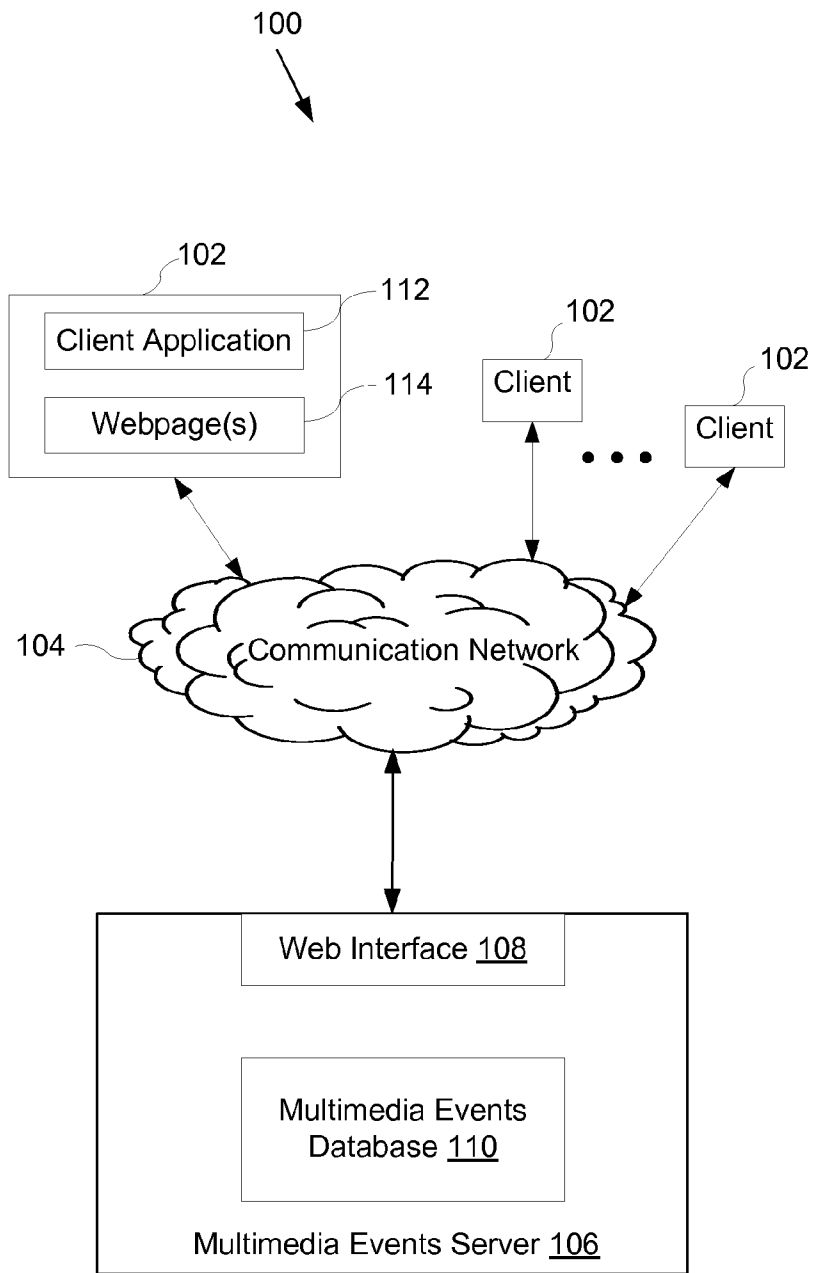 100
102
112
Client Application
114
Webpage(s)
102
Client
102
Client
104
Communication Network
Web Interface 108
Multimedia Events
Database 110
Multimedia Events Server 106